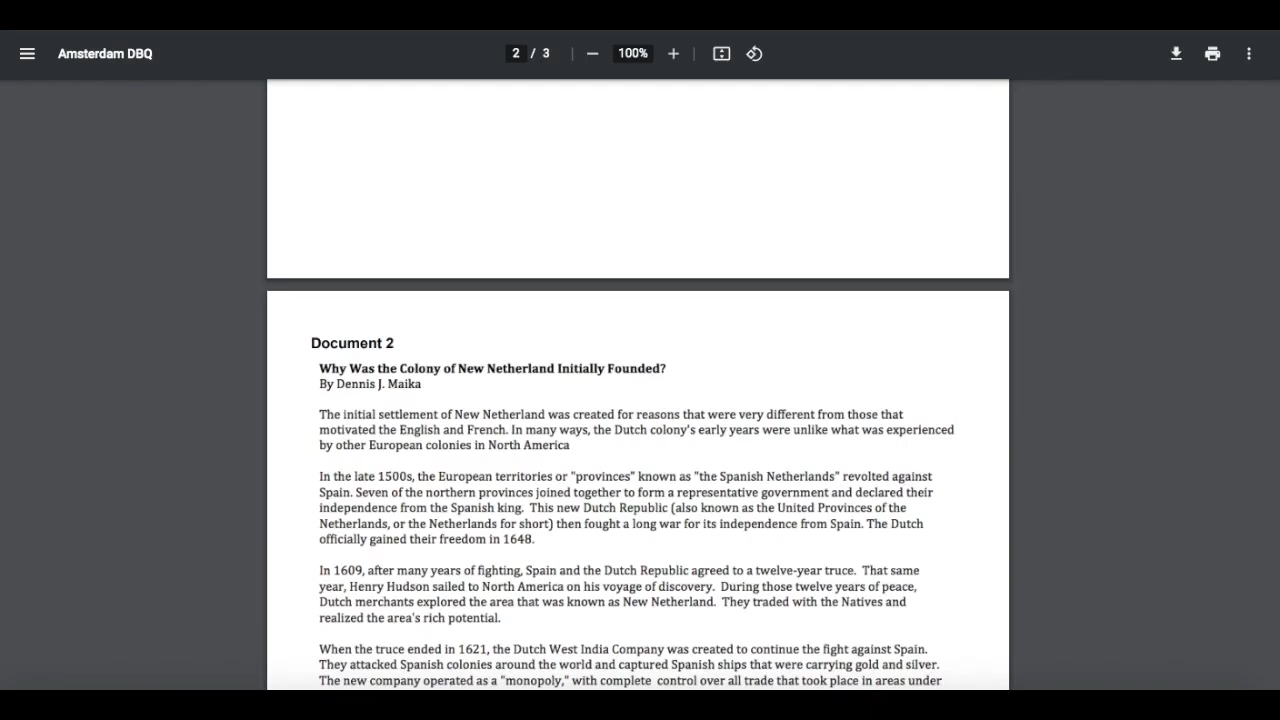 Amsterdam DBQ
2 / 3
100%
Document 2
Why Was the Colony of New Netherland Initially Founded?
By Dennis J. Maika
The initial settlement of New Netherland was created for reasons that were very different from those that
motivated the English and French. In many ways, the Dutch colony's early years were unlike what was experienced
by other European colonies in North America
In the late 1500s, the European territories or "provinces" known as "the Spanish Netherlands" revolted against
Spain. Seven of the northern provinces joined together to form a representative government and declared their
independence from the Spanish king. This new Dutch Republic (also known as the United Provinces of the
Netherlands, or the Netherlands for short) then fought a long war for its independence from Spain. The Dutch
officially gained their freedom in 1648.
In 1609, after many years of fighting, Spain and the Dutch Republic agreed to a twelve-year truce. That same
year, Henry Hudson sailed to North America on his voyage of discovery. During those twelve years of peace,
Dutch merchants explored the area that was known as New Netherland. They traded with the Natives and
realized the area's rich potential.
When the truce ended in 1621, the Dutch West India Company was created to continue the fight against Spain.
They attacked Spanish colonies around the world and captured Spanish ships that were carrying gold and silver.
The new company operated as a "monopoly," with complete control over all trade that took place in areas under